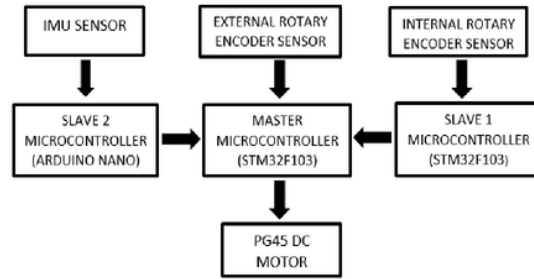 IMU SENSOR
EXTERNAL ROTARY
ENCODER SENSOR
INTERNAL ROTARY
ENCODER SENSOR
SLAVE 2
MICROCONTROLLER
(ARDUINO NANO)
MASTER
MICROCONTROLLER
(STM32F103)
SLAVE 1
MICROCONTROLLER
(STM32F103)
PG45 DC
MOTOR